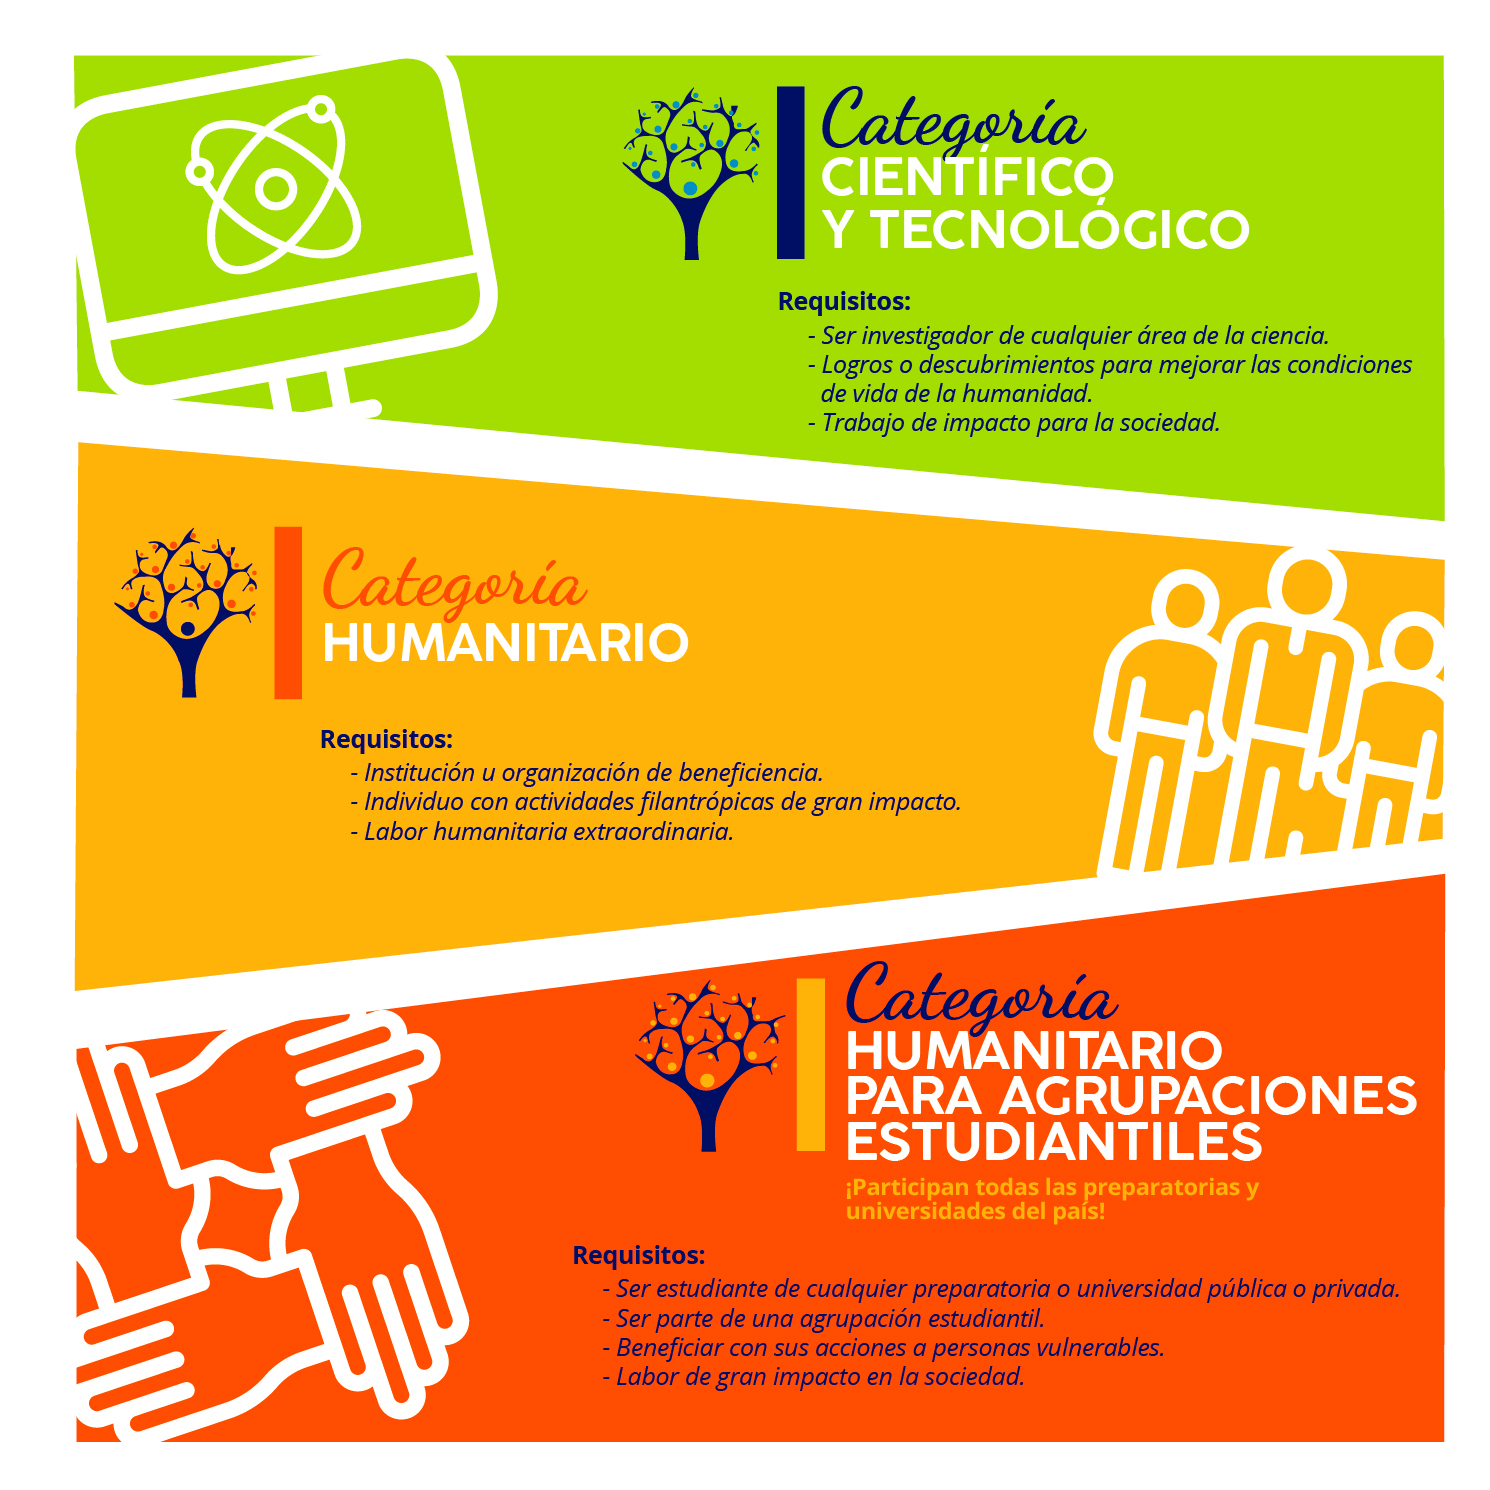 Categoría
CIENTÍFICO
Y TECNOLÓGICO
Requisitos:
- Ser investigador de cualquier área de la ciencia.
- Logros o descubrimientos para mejorar las condiciones
de vida de la humanidad.
- Trabajo de impacto para la sociedad.
Categoría
HUMANITARIO
Requisitos:
- Institución u organización de beneficiencia.
- Individuo con actividades filantrópicas de gran impacto.
- Labor humanitaria extraordinaria.
Categoría
HUMANITARIO
PARA AGRUPACIONES
ESTUDIANTILES
¡Participan todas las preparatorias y
universidades del país!
Requisitos:
- Ser estudiante de cualquier preparatoria o universidad pública o privada.
- Ser parte de una agrupación estudiantil.
- Beneficiar con sus acciones a personas vulnerables.
- Labor de gran impacto en la sociedad.